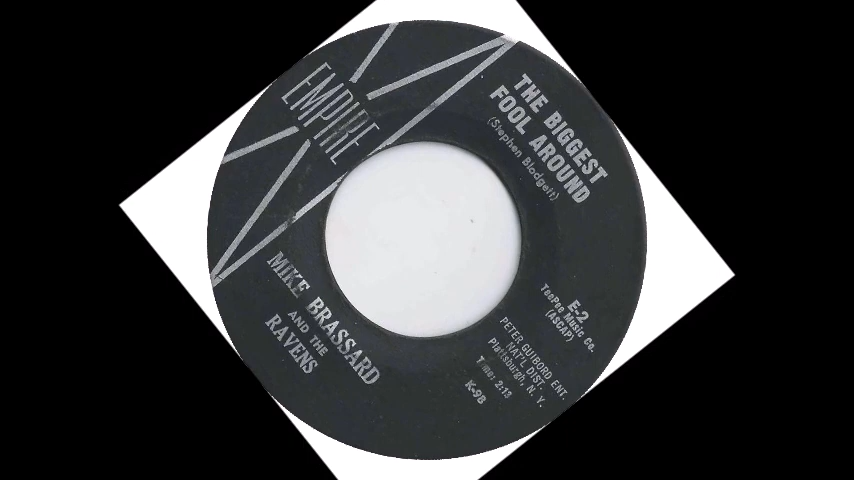 EMPIRE
THE BIGGEST
FOOL AROUND
(Stephen Blodgett)
E-2
TeePee Music Co.
(ASCAP)
PETER GUIBORD ENT.
NAT'L DIST.
Plattsburgh, N. Y.
Time: 2:13
K-98
MIKE BRASSARD
AND THE
RAVENS